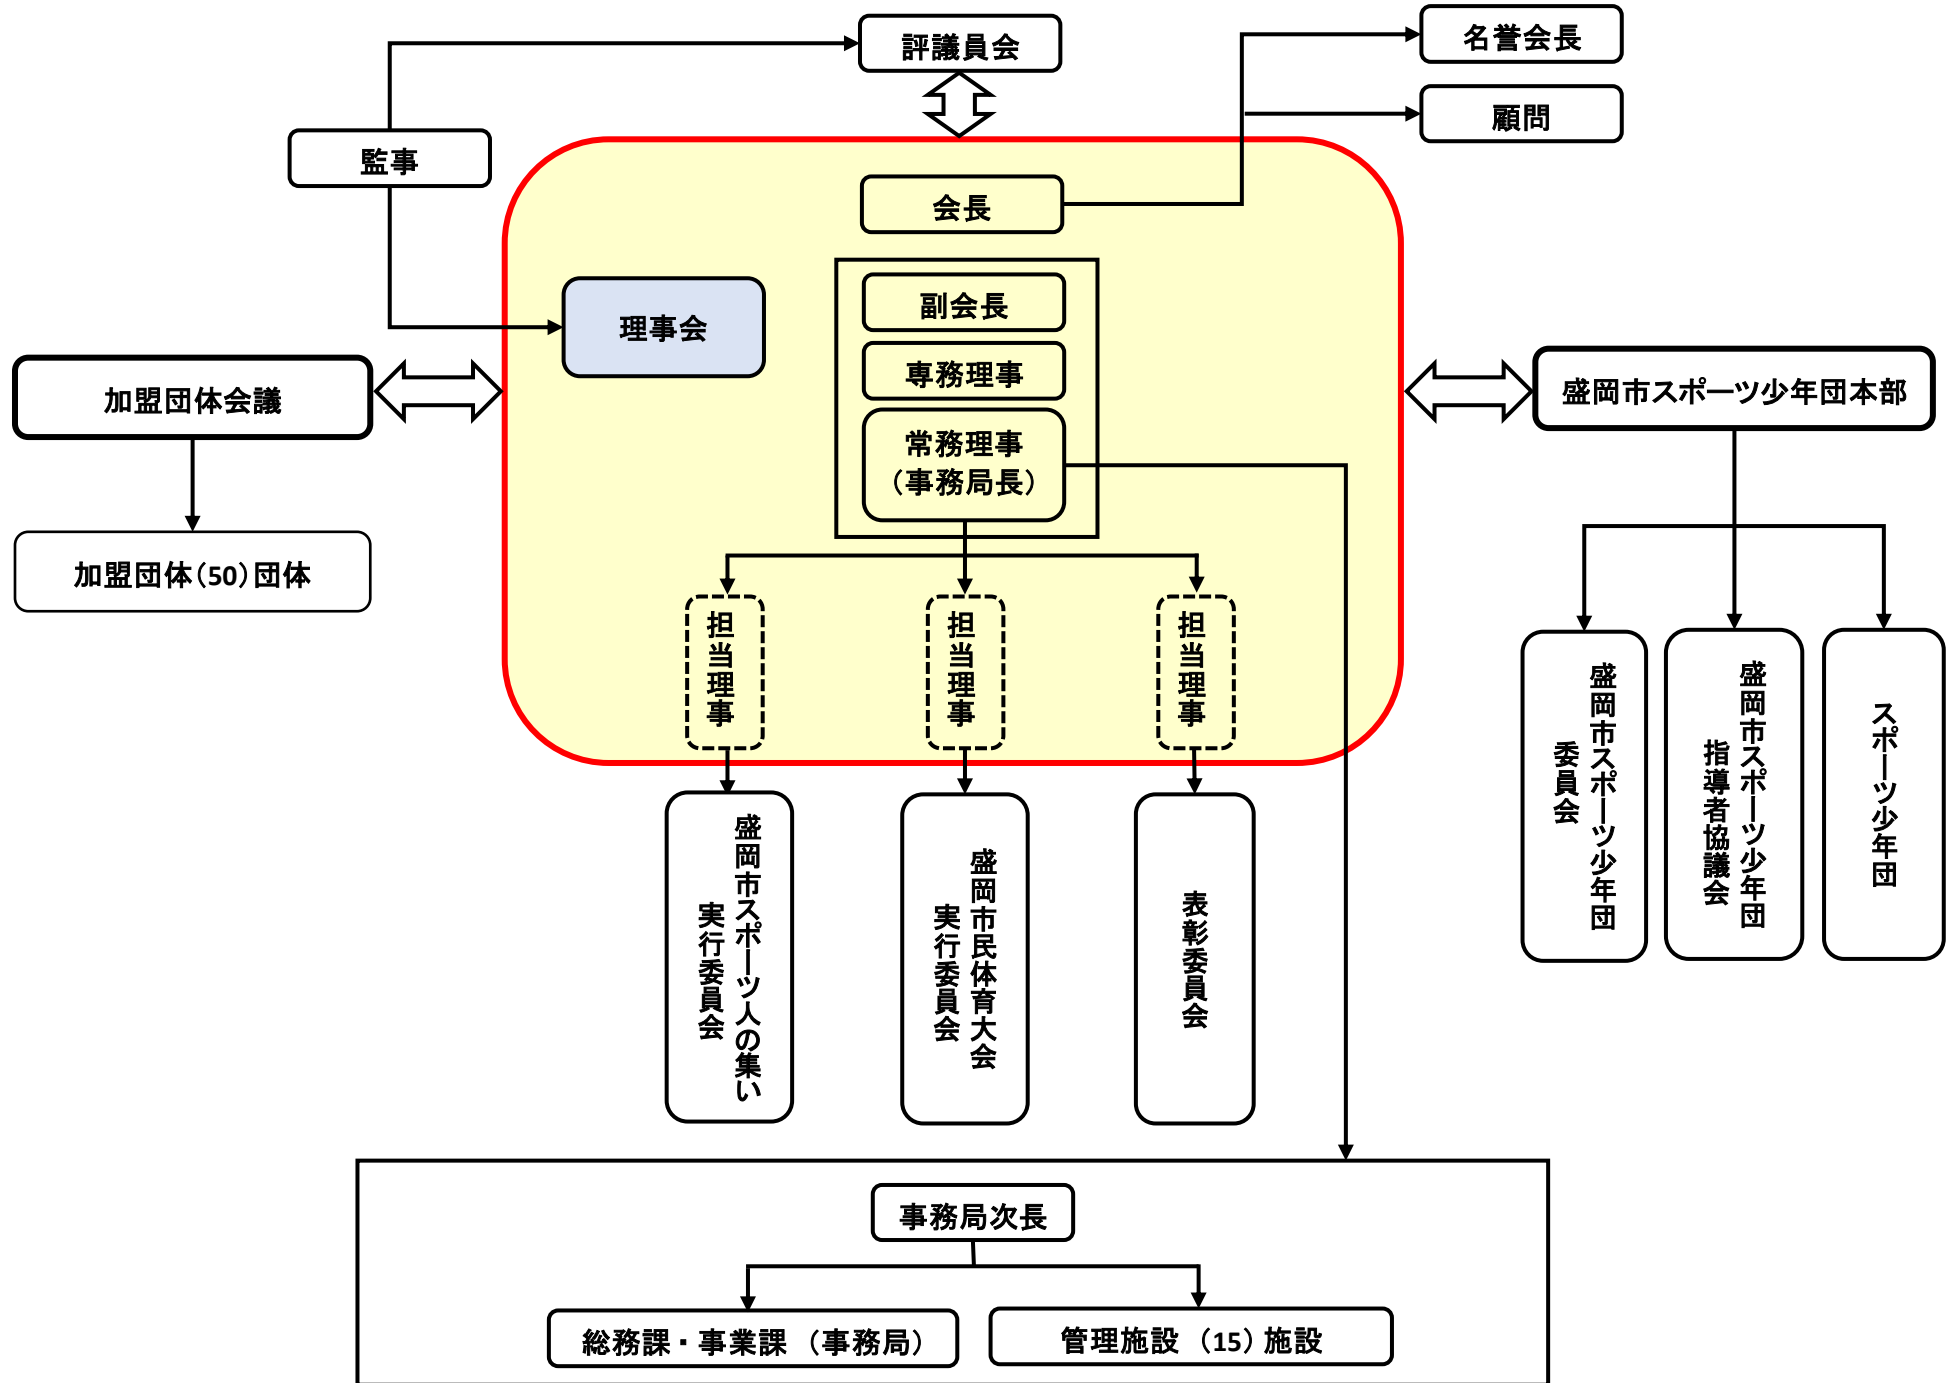 評議員会
名誉会長
顧問
監事
会長
理事会
副会長
専務理事
常務理事
（事務局長）
加盟団体会議
盛岡市スポーツ少年団本部
加盟団体（50）団体
担当理事
担当理事
担当理事
盛岡市スポーツ少年団
委員会
盛岡市スポーツ少年団
指導者協議会
スポーツ少年団
盛岡市スポーツ人の集い
実行委員会
盛岡市民体育大会
実行委員会
表彰委員会
事務局次長
総務課・事業課（事務局）
管理施設（15）施設